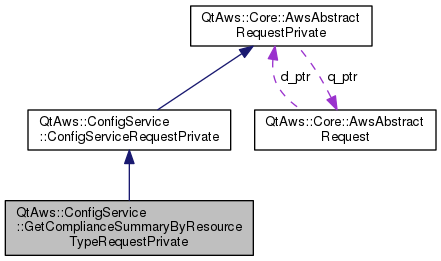 QtAws::Core::AwsAbstract
RequestPrivate
d_ptr
q_ptr
QtAws::ConfigService
::ConfigServiceRequestPrivate
QtAws::Core::AwsAbstract
Request
QtAws::ConfigService
::GetComplianceSummaryByResource
TypeRequestPrivate